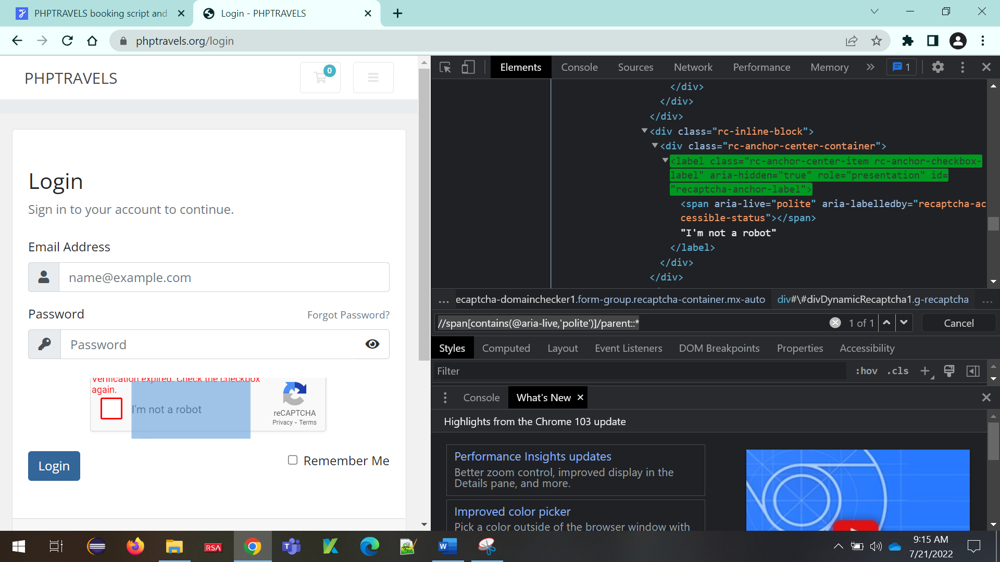 PHPTRAVELS booking script and
Login - PHPTRAVELS
phptravels.org/login
PHPTRAVELS
0
Login
Sign in to your account to continue.
Email Address
name@example.com
Password
Forgot Password?
Password
Verification expired. Check the checkbox
again.
I'm not a robot
reCAPTCHA
Privacy - Terms
Login
Remember Me
Elements
Console
Sources
Network
Performance
Memory
1
</div>
</div>
</div>
<div class="rc-inline-block">
<div class="rc-anchor-center-container">
<label class="rc-anchor-center-item rc-anchor-checkbox-
label" aria-hidden="true" role="presentation" id=
"recaptcha-anchor-label">
<span aria-live="polite" aria-labelledby="recaptcha-ac
cessible-status"></span>
"I'm not a robot"
</label>
</div>
</div>
... ecaptcha-domainchecker1.form-group.recaptcha-container.mx-auto div#\#divDynamicRecaptcha1.g-recaptcha ...
//span[contains(@aria-live,'polite')]/parent::*
1 of 1
Cancel
Styles
Computed
Layout
Event Listeners
DOM Breakpoints
Properties
Accessibility
Filter
:hov
.cls
Console
What's New
Highlights from the Chrome 103 update
Performance Insights updates
Better zoom control, improved display in the
Details pane, and more.
Improved color picker
Pick a color outside of the browser window with
RSA
W
9:15 AM
7/21/2022